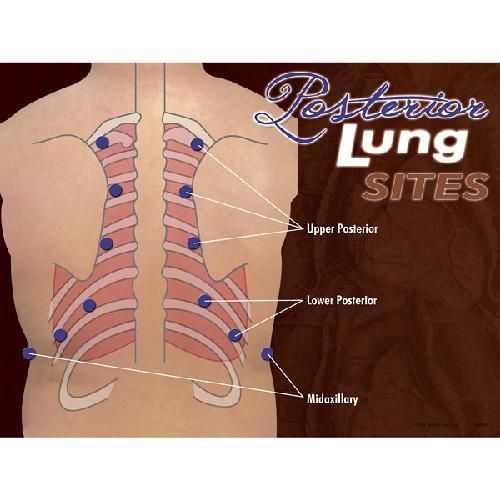 Posterior
Lung
SITES
Upper Posterior
Lower Posterior
Midaxillary